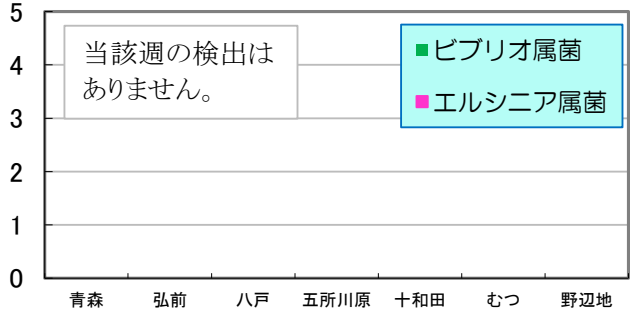 5
4
3
2
1
0
当該週の検出は
ありません。
■ビブリオ属菌
■エルシニア属菌
青森 弘前 八戸 五所川原 十和田 むつ 野辺地